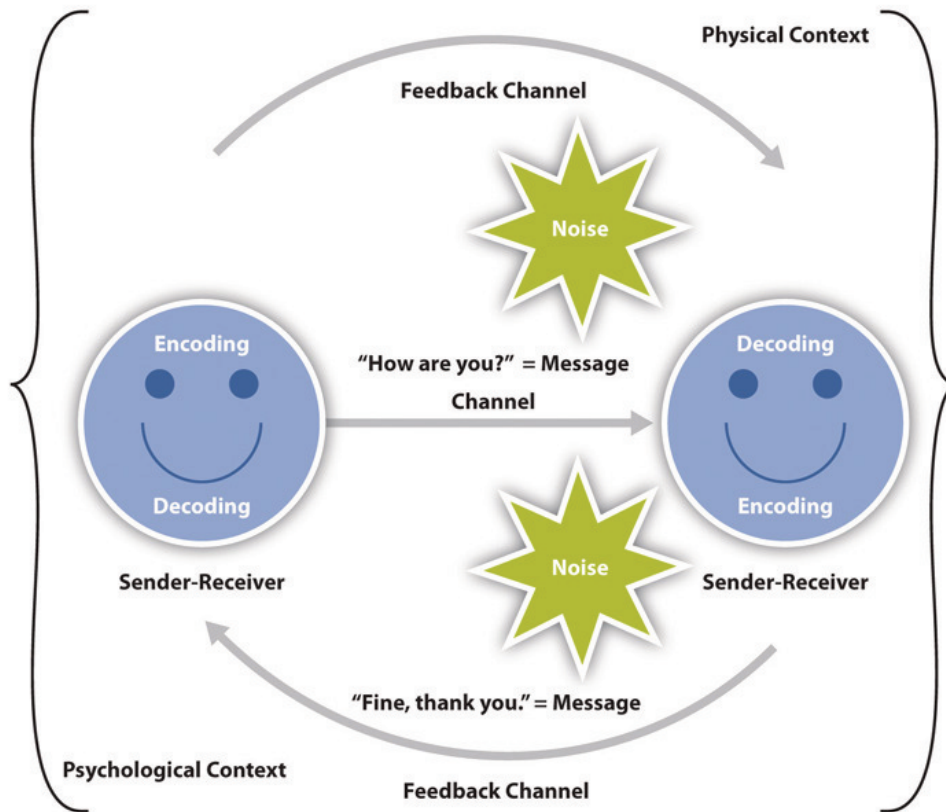 Physical Context
Feedback Channel
Noise
Encoding
Decoding
“How are you?” = Message
Channel
Decoding
Encoding
Noise
Sender-Receiver
Sender-Receiver
“Fine, thank you.” = Message
Psychological Context
Feedback Channel